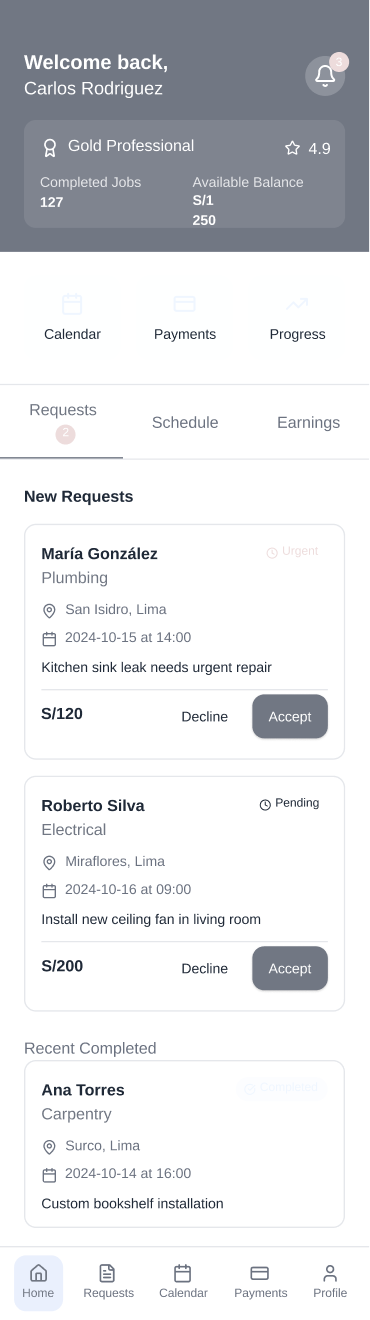 Welcome back,
3
Carlos Rodriguez
Gold Professional
4.9
Completed Jobs
Available Balance
127
S/1
250
Calendar
Payments
Progress
Requests
2
Schedule
Earnings
New Requests
María González
Urgent
Plumbing
San Isidro, Lima
2024-10-15 at 14:00
Kitchen sink leak needs urgent repair
S/120
Decline
Accept
Roberto Silva
Pending
Electrical
Miraflores, Lima
2024-10-16 at 09:00
Install new ceiling fan in living room
S/200
Decline
Accept
Recent Completed
Ana Torres
Completed
Carpentry
Surco, Lima
2024-10-14 at 16:00
Custom bookshelf installation
Home
Requests
Calendar
Payments
Profile